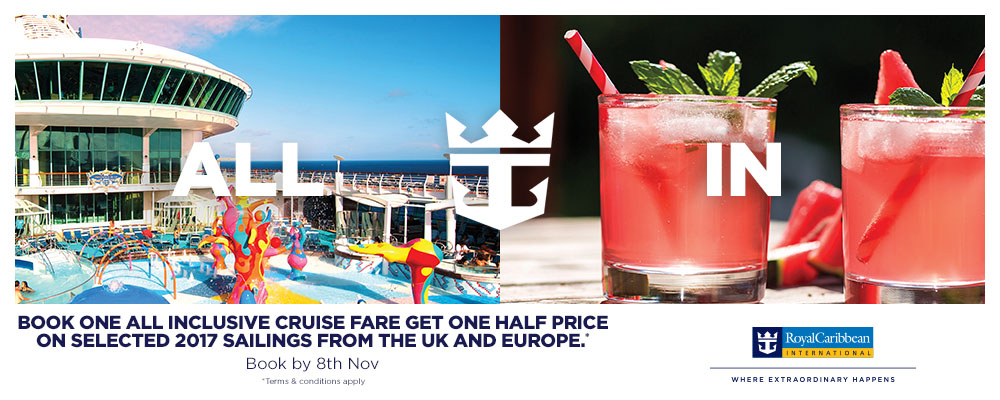 ALL IN
BOOK ONE ALL INCLUSIVE CRUISE FARE GET ONE HALF PRICE
ON SELECTED 2017 SAILINGS FROM THE UK AND EUROPE.*
Book by 8th Nov
*Terms & conditions apply
RoyalCaribbean
INTERNATIONAL
WHERE EXTRAORDINARY HAPPENS